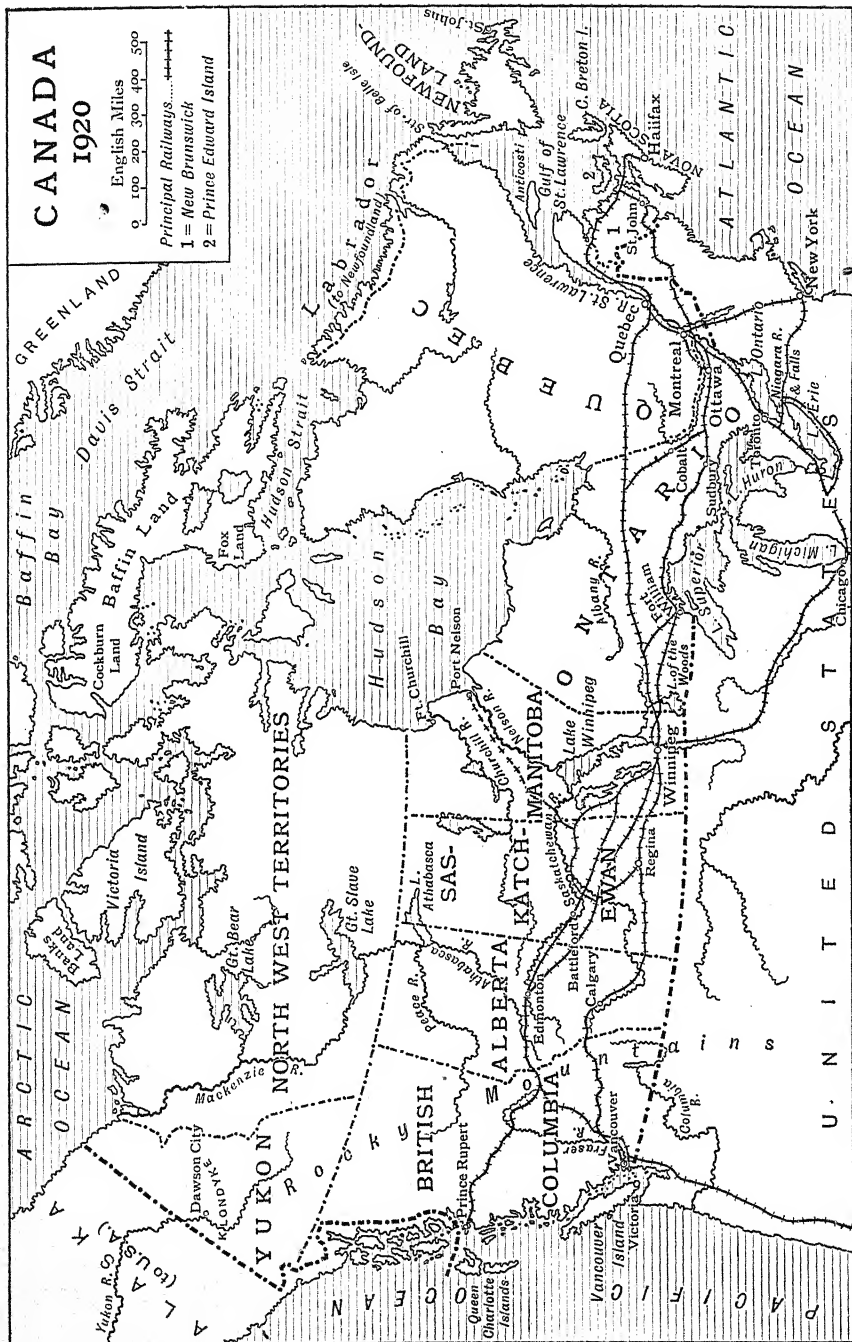 CANADA
1920
English Miles
0 100 200 300 400 500
Principal Railways.....
1 = New Brunswick
2 = Prince Edward Island
GREENLAND
Davis Strait
Baffin
Bay
Baffin Land
Cockburn
Land
Fox
Land
Hudson Strait
ARCTIC
OCEAN
Banks
Land
Victoria
Island
Gt. Bear
Lake
Gt. Slave
Lake
Mackenzie R.
NORTH WEST TERRITORIES
ALASKA
(to U.S.A.)
Yukon R.
Dawson City
KLONDYKE
YUKON
Rocky Mountains
BRITISH
COLUMBIA
Prince Rupert
Queen
Charlotte
Islands
Vancouver
Island
Victoria
Vancouver
Fraser R.
Columbia
R.
PACIFIC
OCEAN
Peace R.
Athabasca
R.
L.
Athabasca
ALBERTA
Edmonton
Calgary
Battleford
Saskatchewan R.
SAS-
KATCH-
EWAN
Regina
MANITOBA
Churchill R.
Nelson R.
Ft. Churchill
Port Nelson
Lake
Winnipeg
Winnipeg
L. of the
Woods
Hudson
Bay
ONTARIO
Albany R.
Fort
William
L. Superior
L. Michigan
Chicago
L. Huron
Sudbury
Cobalt
Toronto
L. Erie
Niagara R.
& Falls
L. Ontario
Ottawa
Montreal
Quebec
QUEBEC
R. St. Lawrence
Labrador
(to Newfoundland)
Str. of Belle Isle
NEWFOUND-
LAND
St. Johns
Anticosti
Gulf of
St. Lawrence
C. Breton I.
2
1
St. John
Halifax
NOVA SCOTIA
New York
ATLANTIC
OCEAN
UNITED STATES